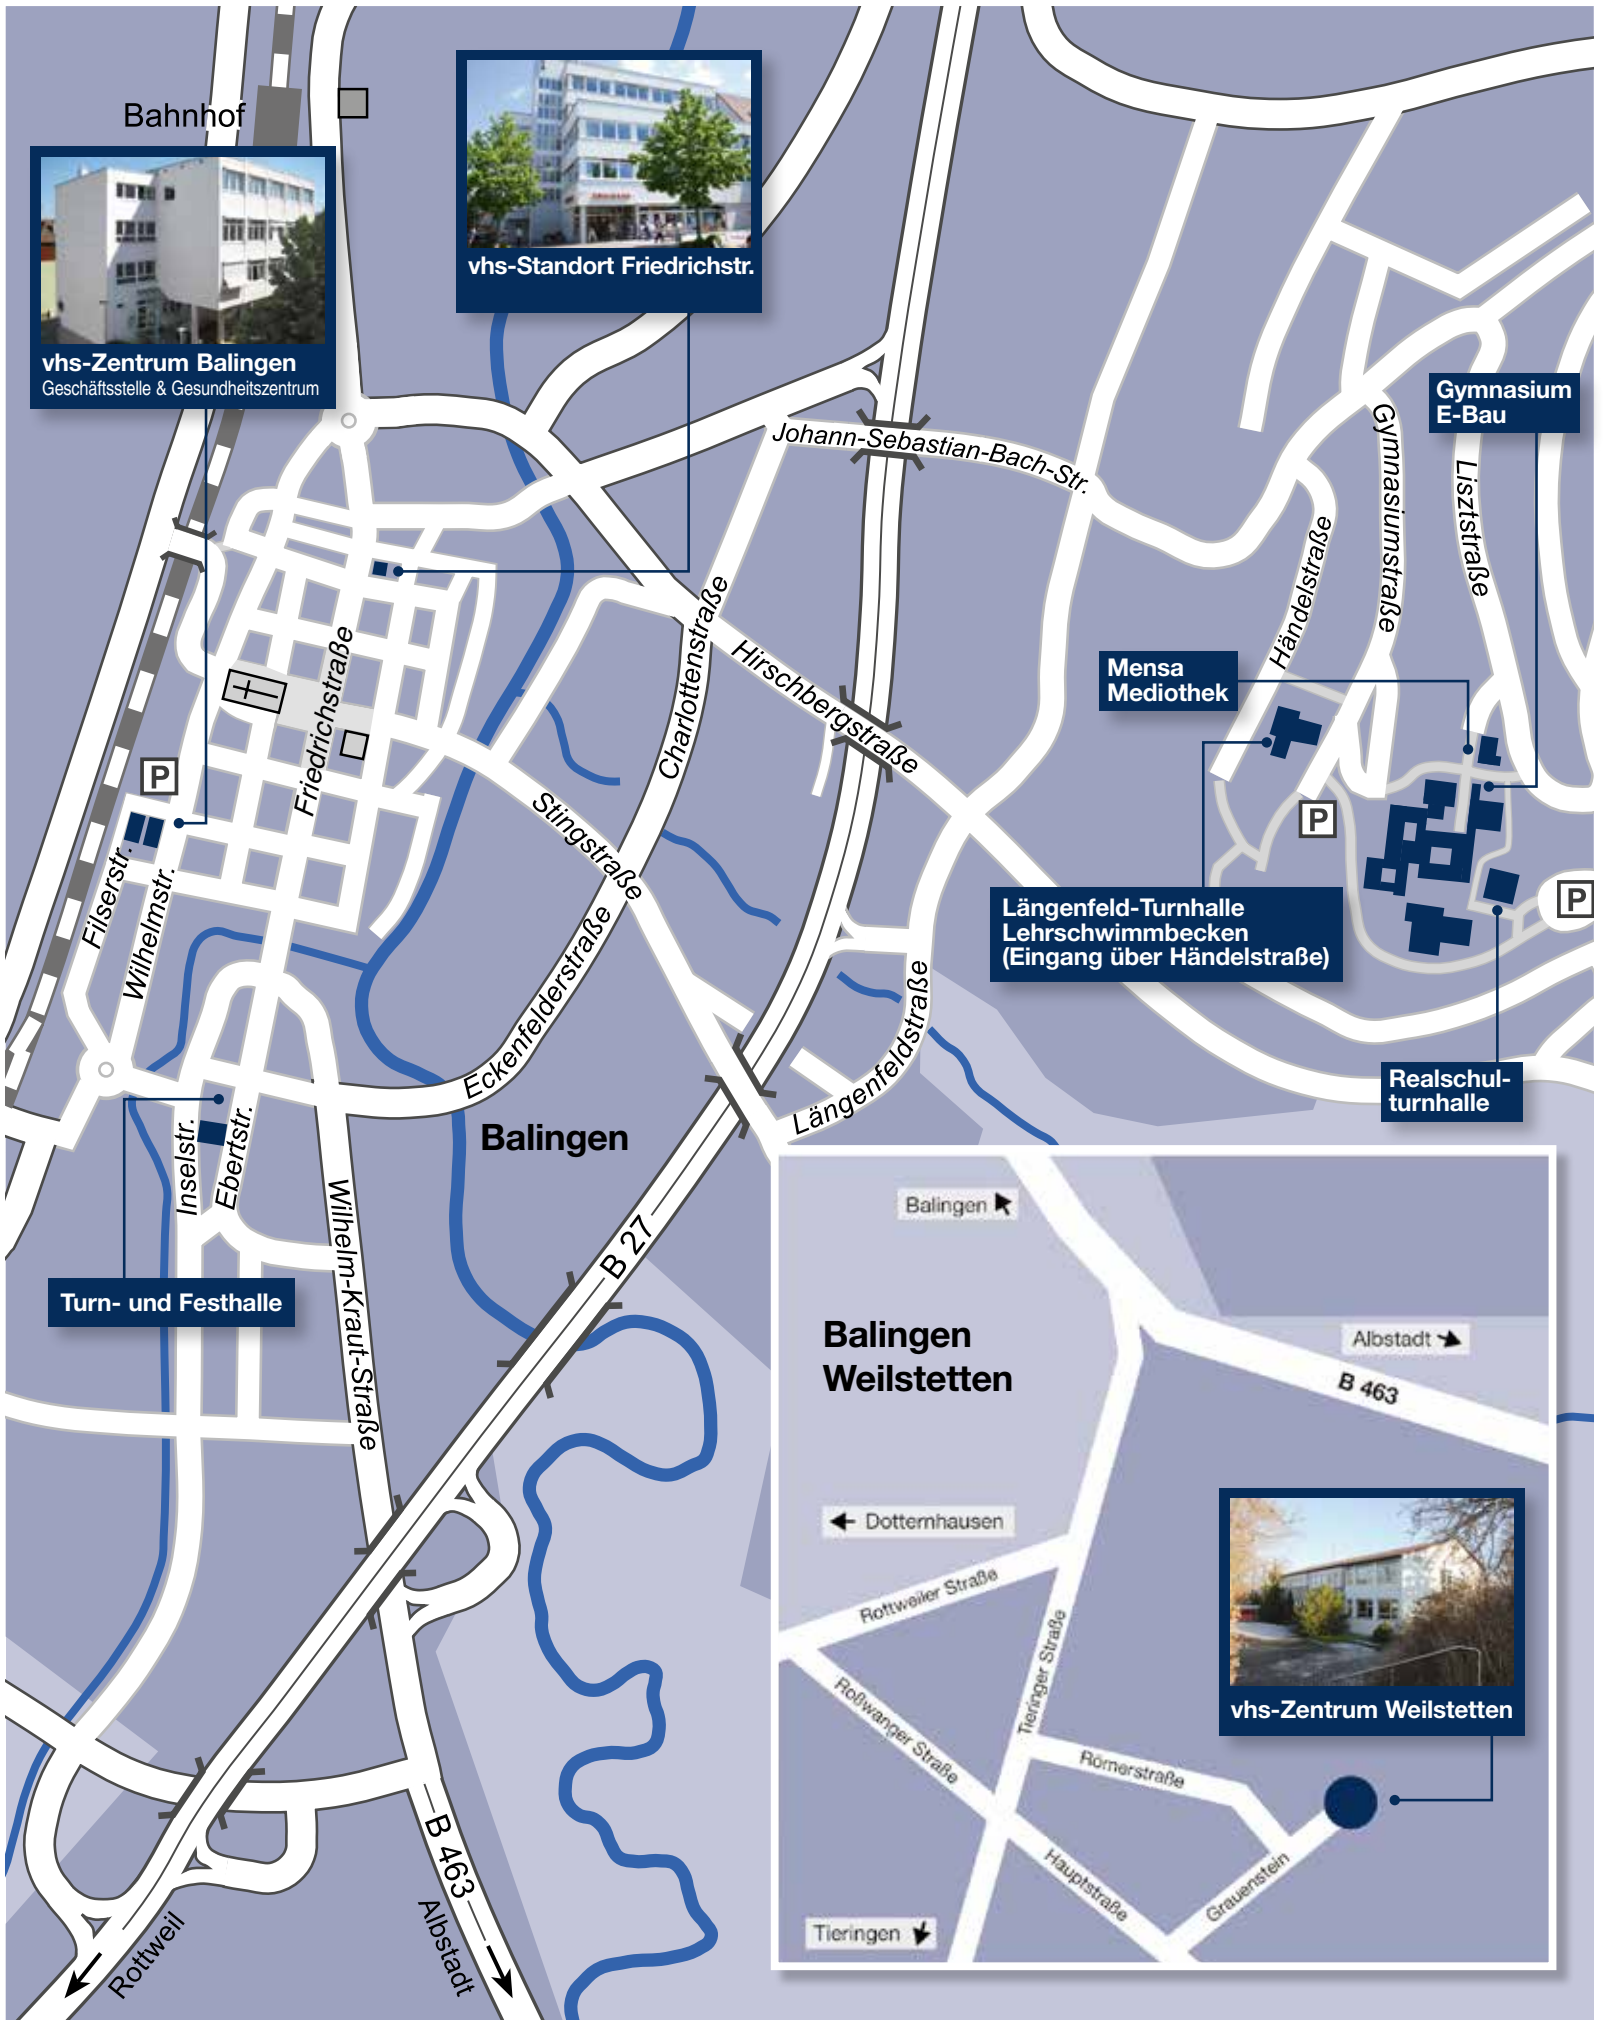 Bahnhof
vhs-Zentrum Balingen
Geschäftsstelle & Gesundheitszentrum
vhs-Standort Friedrichstr.
Johann-Sebastian-Bach-Str.
Gymnasium
E-Bau
Gymnasiumstraße
Lisztstraße
Händelstraße
Mensa
Mediothek
Friedrichstraße
Charlottenstraße
Hirschbergstraße
P
P
P
Stingstraße
Filserstr.
Wilhelmstr.
Längenfeld-Turnhalle
Lehrschwimmbecken
(Eingang über Händelstraße)
Eckenfelderstraße
Längenfeldstraße
Realschul-
turnhalle
Balingen
Inselstr.
Ebertstr.
Wilhelm-Kraut-Straße
B 27
Turn- und Festhalle
B 463
Rottweil
Albstadt
Balingen
Balingen
Weilstetten
Albstadt
B 463
Dotternhausen
Rottweiler Straße
Tieringer Straße
Roßwanger Straße
vhs-Zentrum Weilstetten
Römerstraße
Hauptstraße
Grauenstein
Tieringen